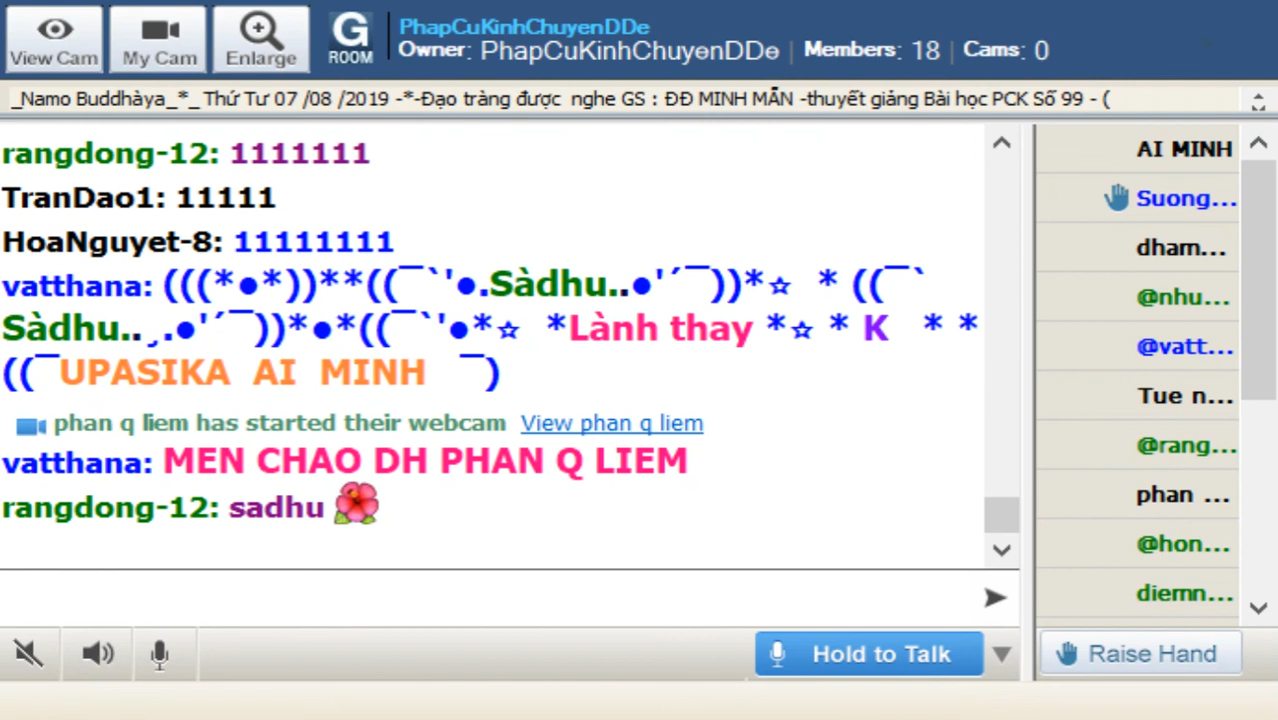 View Cam
My Cam
Enlarge
G
ROOM
PhapCuKinhChuyenDDe
Owner: PhapCuKinhChuyenDDe | Members: 18 | Cams: 0
_Namo Buddhàya_*_ Thứ Tư 07 /08 /2019 -*-Đạo tràng được nghe GS : ĐĐ MINH MẪN -thuyết giảng Bài học PCK Số 99 - (
rangdong-12: 1111111
TranDao1: 11111
HoaNguyet-8: 11111111
vatthana: (((*●*))**((¯`'●.Sàdhu..●'´¯))*☆ * ((¯`
Sàdhu..¸.●'´¯))*●*((¯`'●*☆ *Lành thay *☆ * K * *
((¯UPASIKA AI MINH ¯)
phan q liem has started their webcam View phan q liem
vatthana: MEN CHAO DH PHAN Q LIEM
rangdong-12: sadhu
AI MINH
Suong...
dham...
@nhu...
@vatt...
Tue n...
@rang...
phan ...
@hon...
diemn...
Hold to Talk
Raise Hand